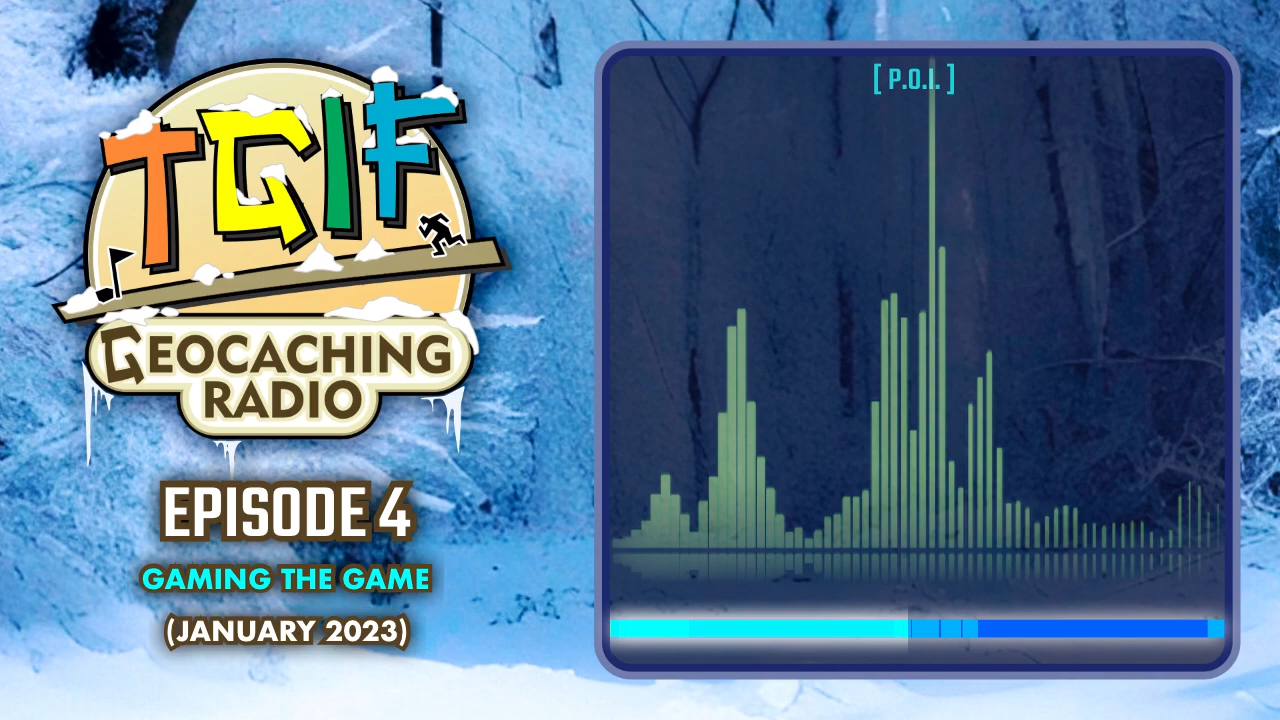 TGIF
GEOCACHING
RADIO
EPISODE 4
GAMING THE GAME
(JANUARY 2023)
[ P.O.I. ]